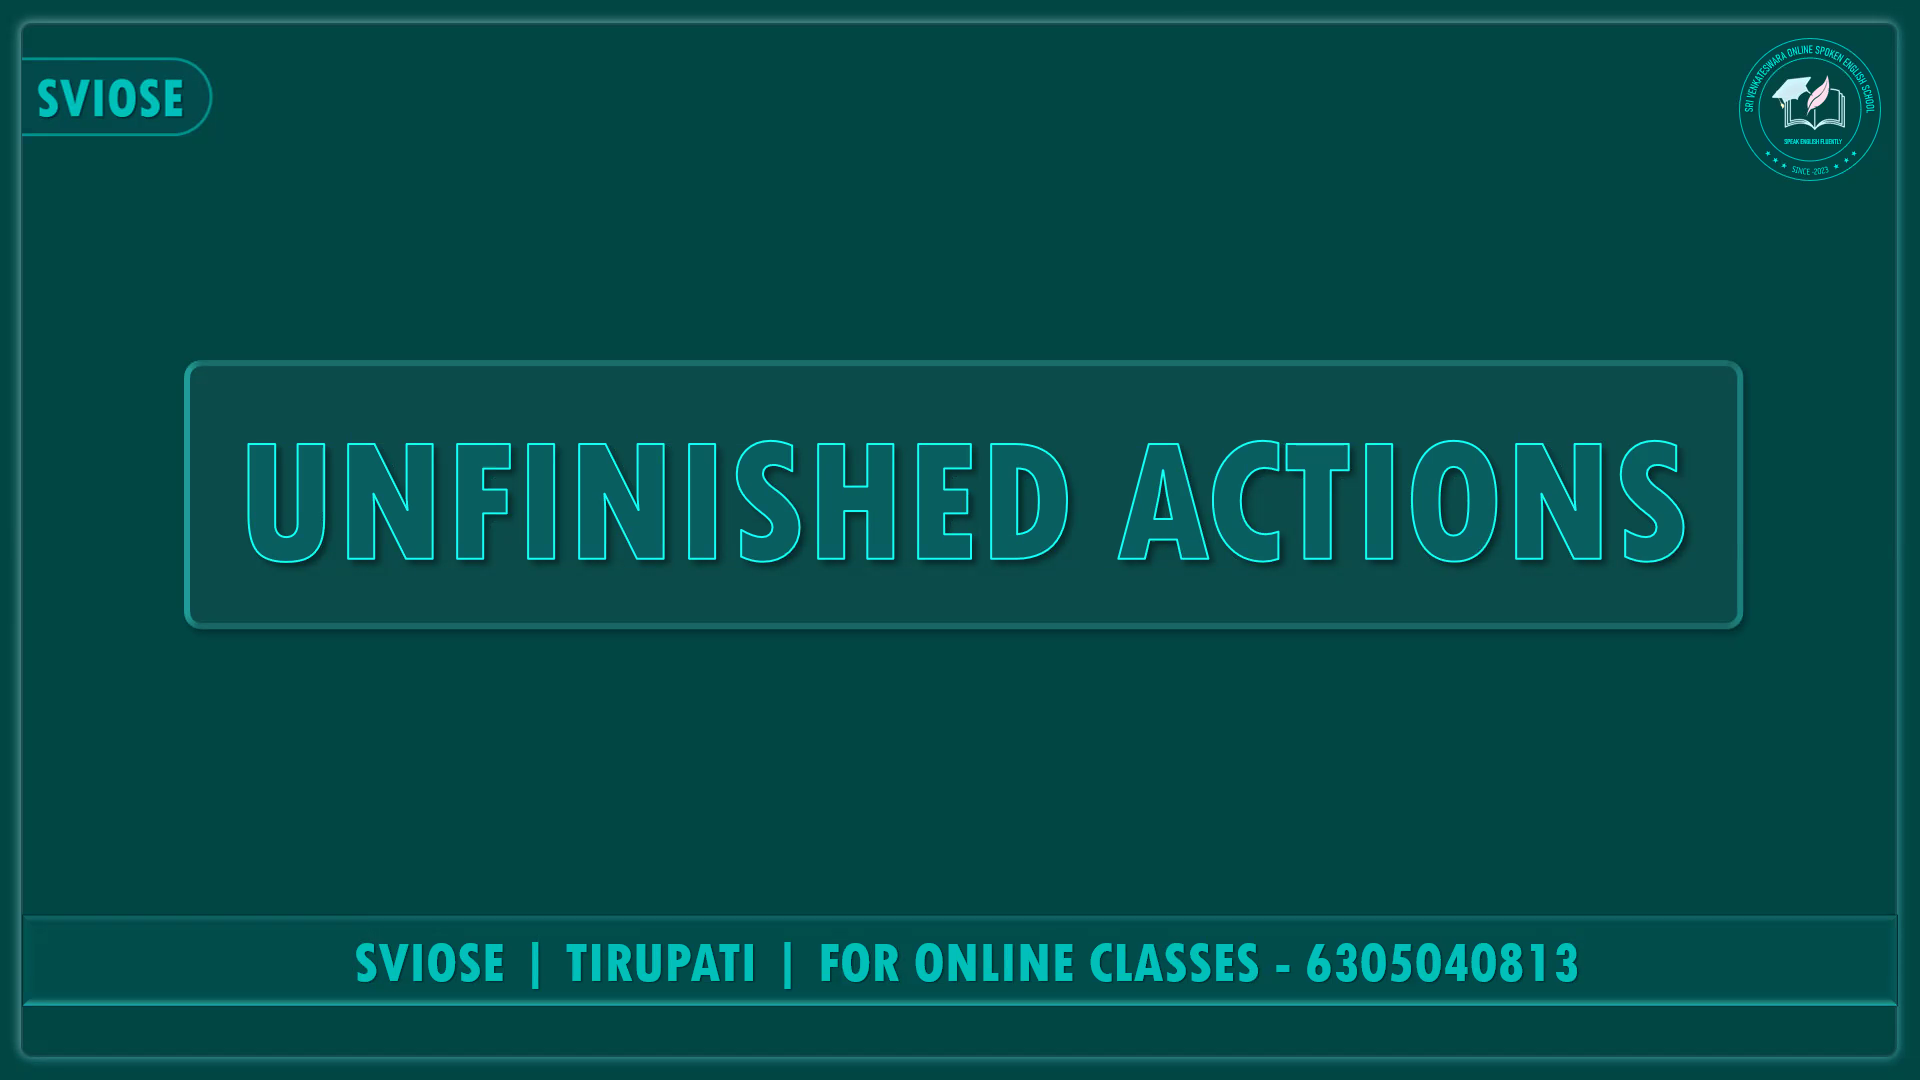 SVIOSE
SRI VENKATESWARA ONLINE SPOKEN ENGLISH SCHOOL
SPEAK ENGLISH FLUENTLY
SINCE -2023
UNFINISHED ACTIONS
SVIOSE | TIRUPATI | FOR ONLINE CLASSES - 6305040813